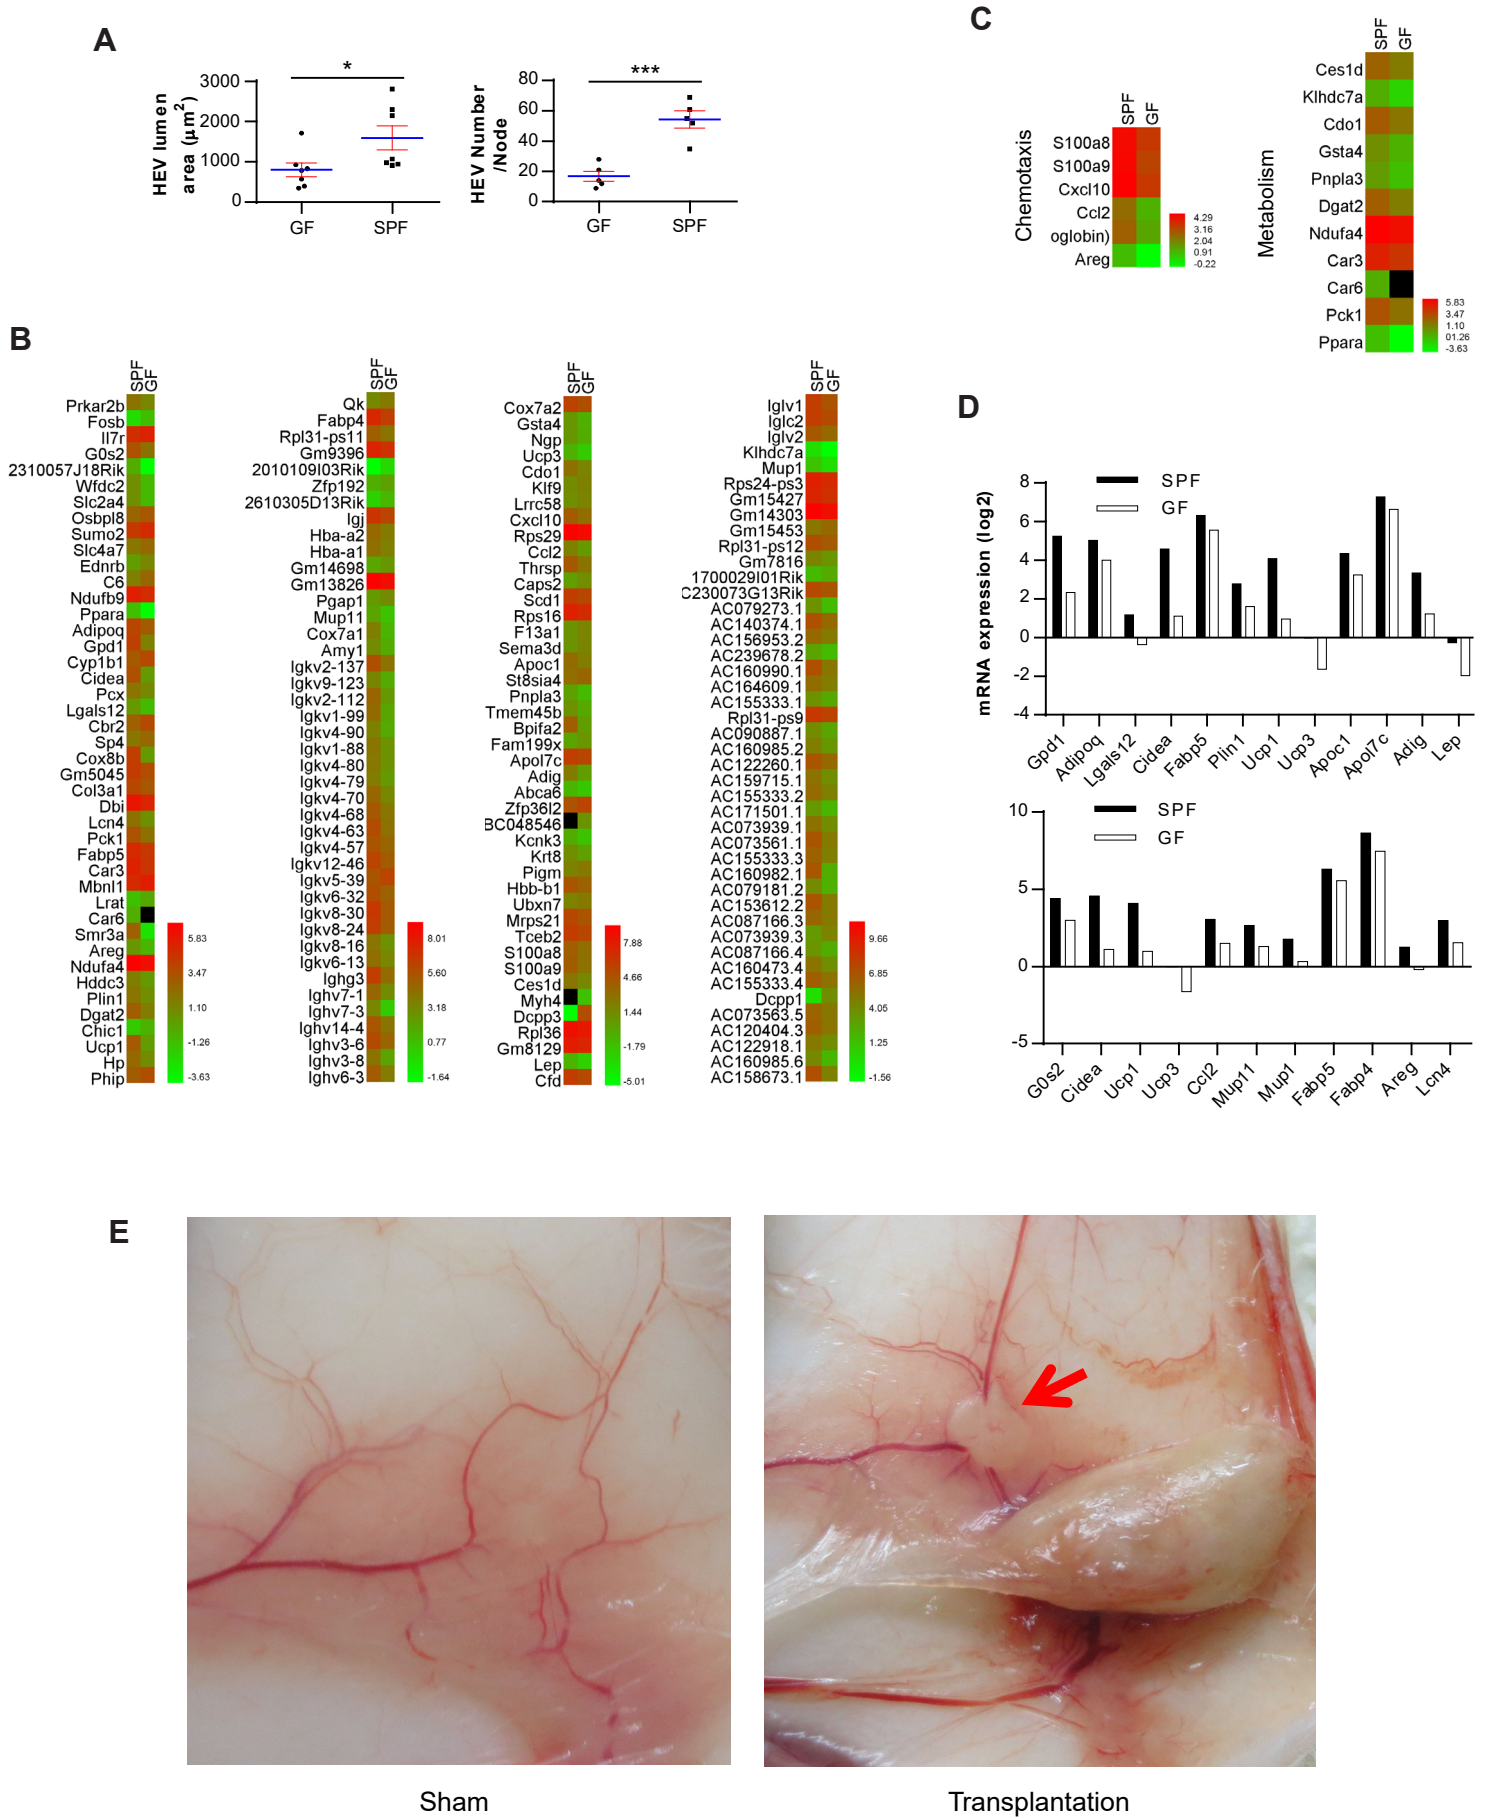 A
*
HEV lumen
area (μm2)
3000
2000
1000
0
GF
SPF
***
HEV Number
/Node
80
60
40
20
0
GF
SPF
C
Chemotaxis
SPF
GF
S100a8
S100a9
Cxcl10
Ccl2
oglobin)
Areg
4.29
3.16
2.04
0.91
-0.22
Metabolism
SPF
GF
Ces1d
Klhdc7a
Cdo1
Gsta4
Pnpla3
Dgat2
Ndufa4
Car3
Car6
Pck1
Ppara
5.83
3.47
1.10
01.26
-3.63
B
SPF
GF
Prkar2b
Fosb
Il7r
G0s2
2310057J18Rik
Wfdc2
Slc2a4
Osbpl8
Sumo2
Slc4a7
Ednrb
C6
Ndufb9
Ppara
Adipoq
Gpd1
Cyp1b1
Cidea
Pcx
Lgals12
Cbr2
Sp4
Cox8b
Gm5045
Col3a1
Dbi
Lcn4
Pck1
Fabp5
Car3
Mbnl1
Lrat
Car6
Smr3a
Areg
Ndufa4
Hddc3
Plin1
Dgat2
Chic1
Ucp1
Hp
Phip
5.83
3.47
1.10
-1.26
-3.63
SPF
GF
Qk
Fabp4
Rpl31-ps11
Gm9396
2010109I03Rik
Zfp192
2610305D13Rik
Igj
Hba-a2
Hba-a1
Gm14698
Gm13826
Pgap1
Mup11
Cox7a1
Amy1
Igkv2-137
Igkv9-123
Igkv2-112
Igkv1-99
Igkv4-90
Igkv1-88
Igkv4-80
Igkv4-79
Igkv4-70
Igkv4-68
Igkv4-63
Igkv4-57
Igkv12-46
Igkv5-39
Igkv6-32
Igkv8-30
Igkv8-24
Igkv8-16
Igkv6-13
Ighg3
Ighv7-1
Ighv7-3
Ighv14-4
Ighv3-6
Ighv3-8
Ighv6-3
8.01
5.60
3.18
0.77
-1.64
SPF
GF
Cox7a2
Gsta4
Ngp
Ucp3
Cdo1
Klf9
Lrrc58
Cxcl10
Rps29
Ccl2
Thrsp
Caps2
Scd1
Rps16
F13a1
Sema3d
Apoc1
St8sia4
Pnpla3
Tmem45b
Bpifa2
Fam199x
Apol7c
Adig
Abca6
Zfp36l2
BC048546
Kcnk3
Krt8
Pigm
Hbb-b1
Ubxn7
Mrps21
Tceb2
S100a8
S100a9
Ces1d
Myh4
Dcpp3
Rpl36
Gm8129
Lep
Cfd
7.88
4.66
1.44
-1.79
-5.01
SPF
GF
Iglv1
Iglc2
Iglv2
Klhdc7a
Mup1
Rps24-ps3
Gm15427
Gm14303
Gm15453
Rpl31-ps12
Gm7816
1700029I01Rik
C230073G13Rik
AC079273.1
AC140374.1
AC156953.2
AC239678.2
AC160990.1
AC164609.1
AC155333.1
Rpl31-ps9
AC090887.1
AC160985.2
AC122260.1
AC159715.1
AC155333.2
AC171501.1
AC073939.1
AC073561.1
AC155333.3
AC160982.1
AC079181.2
AC153612.2
AC087166.3
AC073939.3
AC087166.4
AC160473.4
AC155333.4
Dcpp1
AC073563.5
AC120404.3
AC122918.1
AC160985.6
AC158673.1
9.66
6.85
4.05
1.25
-1.56
D
mRNA expression (log2)
SPF
GF
8
6
4
2
0
-2
-4
Gpd1
Adipoq
Lgals12
Cidea
Fabp5
Plin1
Ucp1
Ucp3
Apoc1
Apol7c
Adig
Lep
SPF
GF
10
5
0
-5
G0s2
Cidea
Ucp1
Ucp3
Ccl2
Mup11
Mup1
Fabp5
Fabp4
Areg
Lcn4
E
Sham
Transplantation